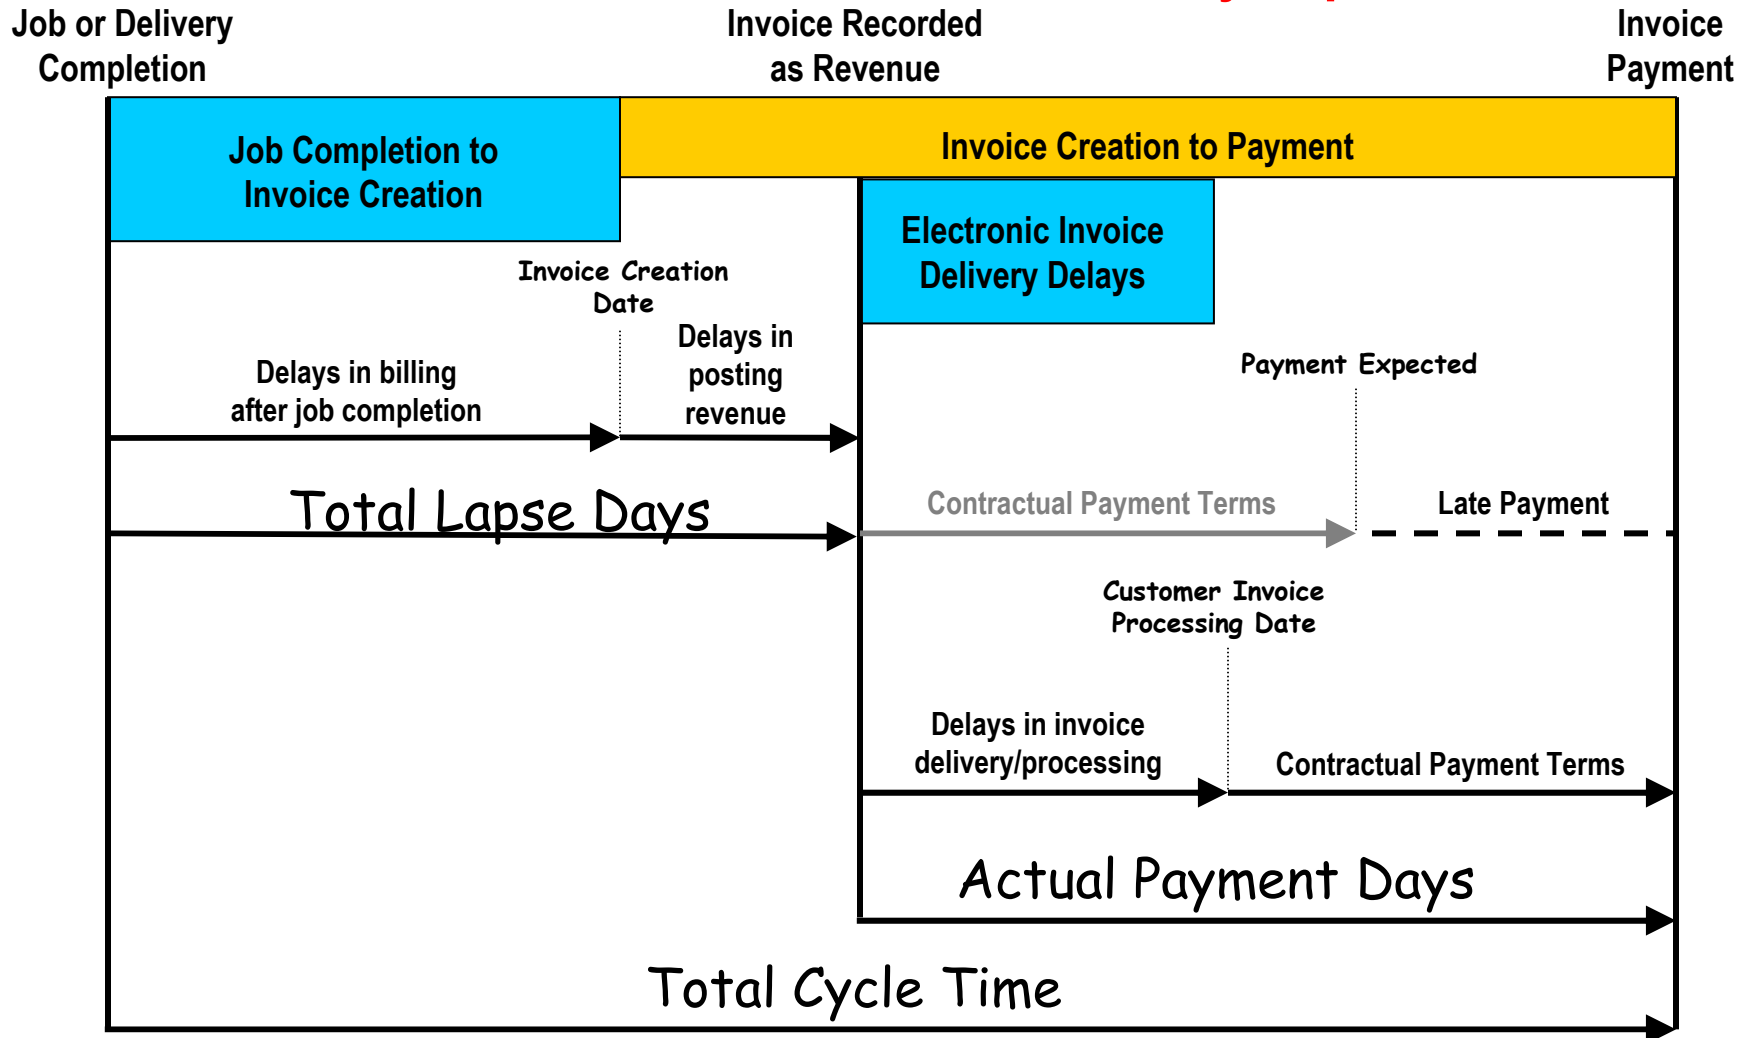 Job or Delivery
Completion
Invoice Recorded
as Revenue
Invoice
Payment
Job Completion to
Invoice Creation
Invoice Creation to Payment
Electronic Invoice
Delivery Delays
Invoice Creation
Date
Delays in
posting
revenue
Delays in billing
after job completion
Payment Expected
Total Lapse Days
Contractual Payment Terms
Late Payment
Customer Invoice
Processing Date
Delays in invoice
delivery/processing
Contractual Payment Terms
Actual Payment Days
Total Cycle Time